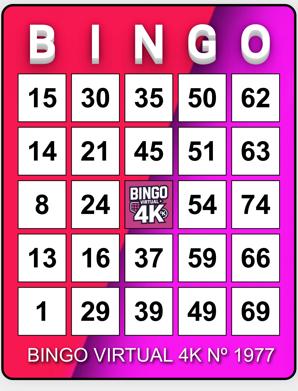 B I N G O
15 30 35 50 62
14 21 45 51 63
8 24 BINGO VIRTUAL 4K 54 74
13 16 37 59 66
1 29 39 49 69
BINGO VIRTUAL 4K Nº 1977